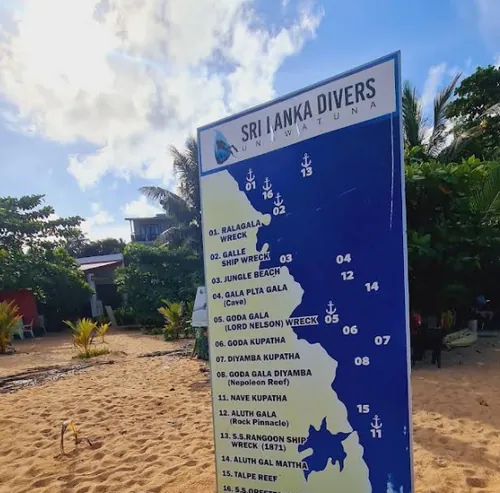 SRI LANKA DIVERS
UNAWATUNA
13
01
16
02
01. RALAGALA
WRECK
02. GALLE
SHIP WRECK
03
04
03. JUNGLE BEACH
12
14
04. GALA PLTA GALA
(Cave)
05. GODA GALA
(LORD NELSON) WRECK
05
06
06. GODA KUPATHA
07
07. DIYAMBA KUPATHA
08
08. GODA GALA DIYAMBA
(Nepoleon Reef)
11. NAVE KUPATHA
12. ALUTH GALA
(Rock Pinnacle)
15
11
13. S.S.RANGOON SHIP
WRECK (1871)
14. ALUTH GAL MATTHA
15. TALPE REEF
16. S.S.